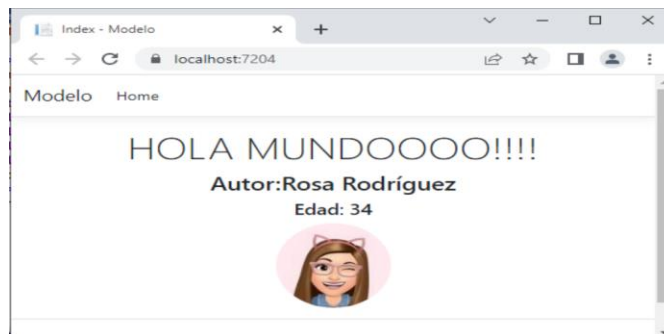 Index - Modelo
localhost:7204
Modelo Home
HOLA MUNDOOOO!!!!
Autor:Rosa Rodríguez
Edad: 34